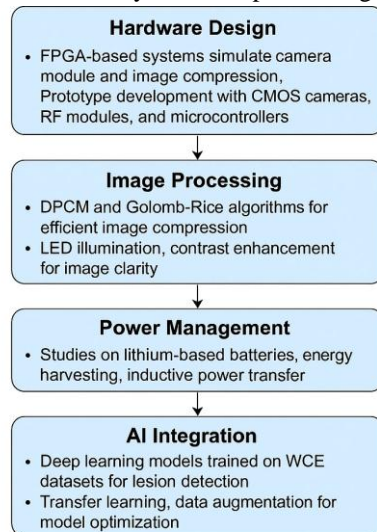 Hardware Design
• FPGA-based systems simulate camera
module and image compression,
Prototype development with CMOS cameras,
RF modules, and microcontrollers
Image Processing
• DPCM and Golomb-Rice algorithms for
efficient image compression
• LED illumination, contrast enhancement
for image clarity
Power Management
• Studies on lithium-based batteries, energy
harvesting, inductive power transfer
AI Integration
• Deep learning models trained on WCE
datasets for lesion detection
• Transfer learning, data augmentation for
model optimization